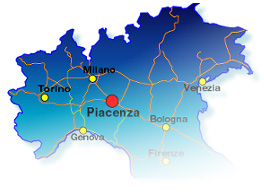 Milano
Torino
Venezia
Piacenza
Bologna
Genova
Firenze